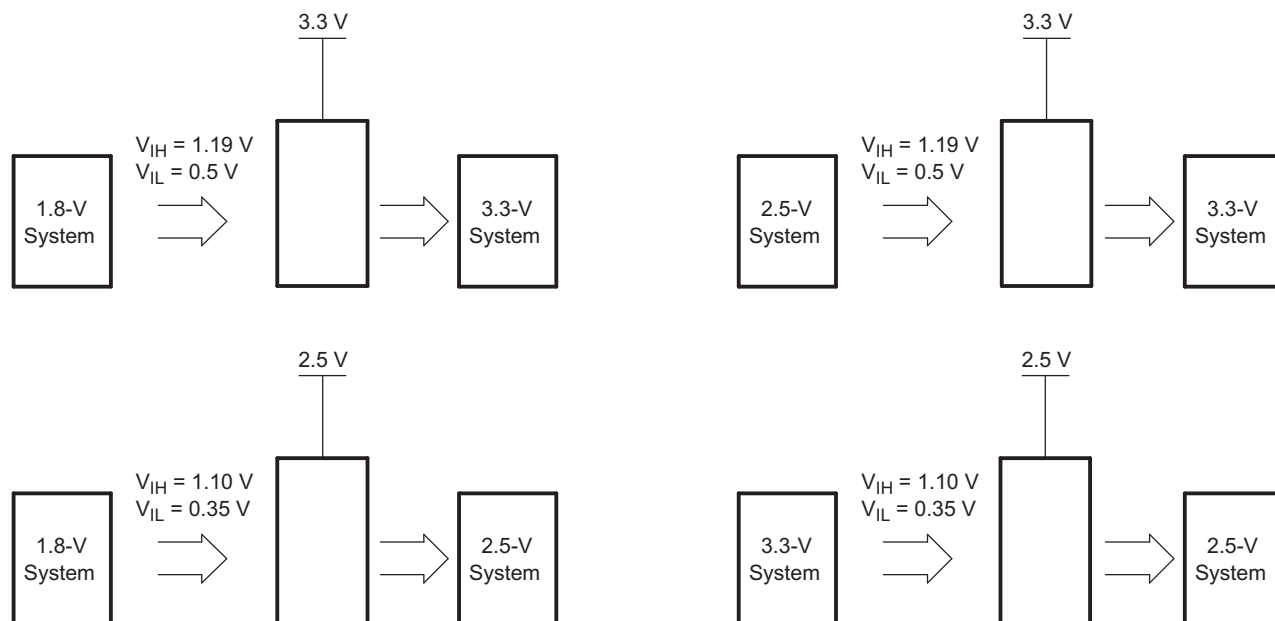 3.3 V
V_IH = 1.19 V
V_IL = 0.5 V
1.8-V
System
3.3-V
System
3.3 V
V_IH = 1.19 V
V_IL = 0.5 V
2.5-V
System
3.3-V
System
2.5 V
V_IH = 1.10 V
V_IL = 0.35 V
1.8-V
System
2.5-V
System
2.5 V
V_IH = 1.10 V
V_IL = 0.35 V
3.3-V
System
2.5-V
System